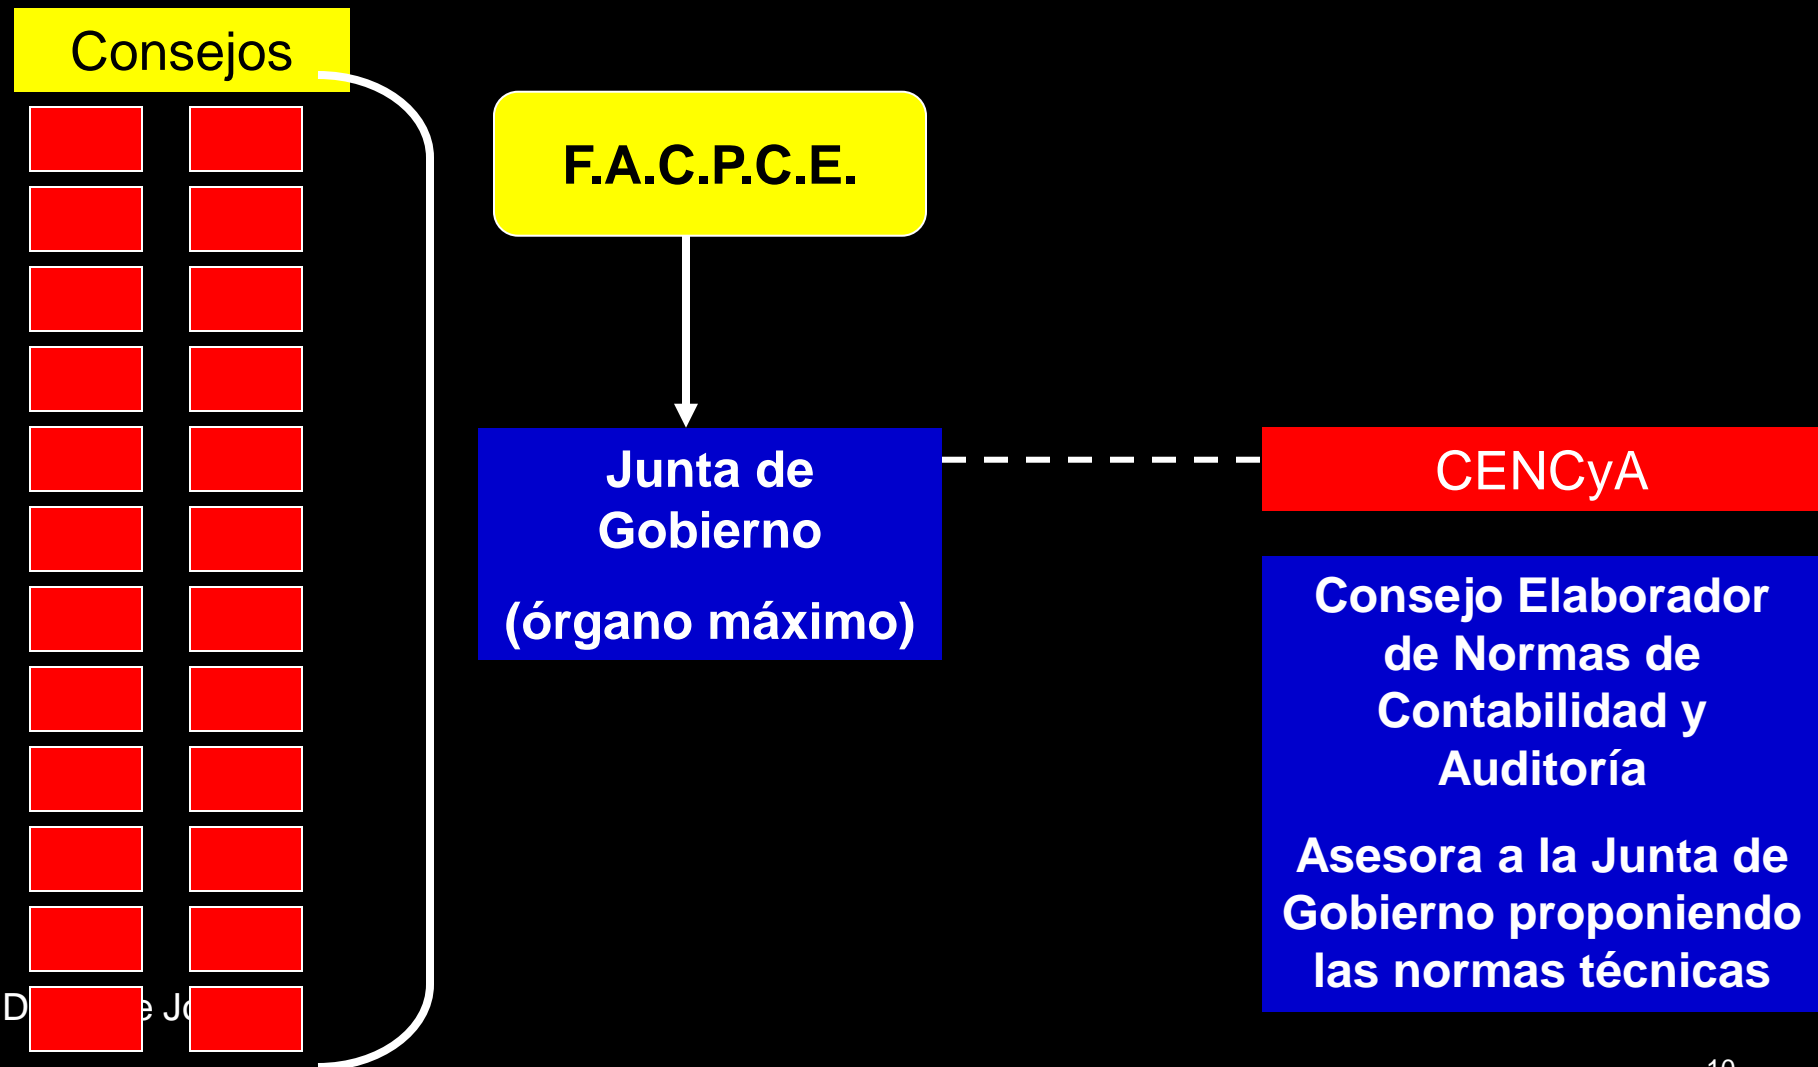 Consejos
F.A.C.P.C.E.
Junta de
Gobierno
(órgano máximo)
CENCyA
Consejo Elaborador
de Normas de
Contabilidad y
Auditoría
Asesora a la Junta de
Gobierno proponiendo
las normas técnicas
10